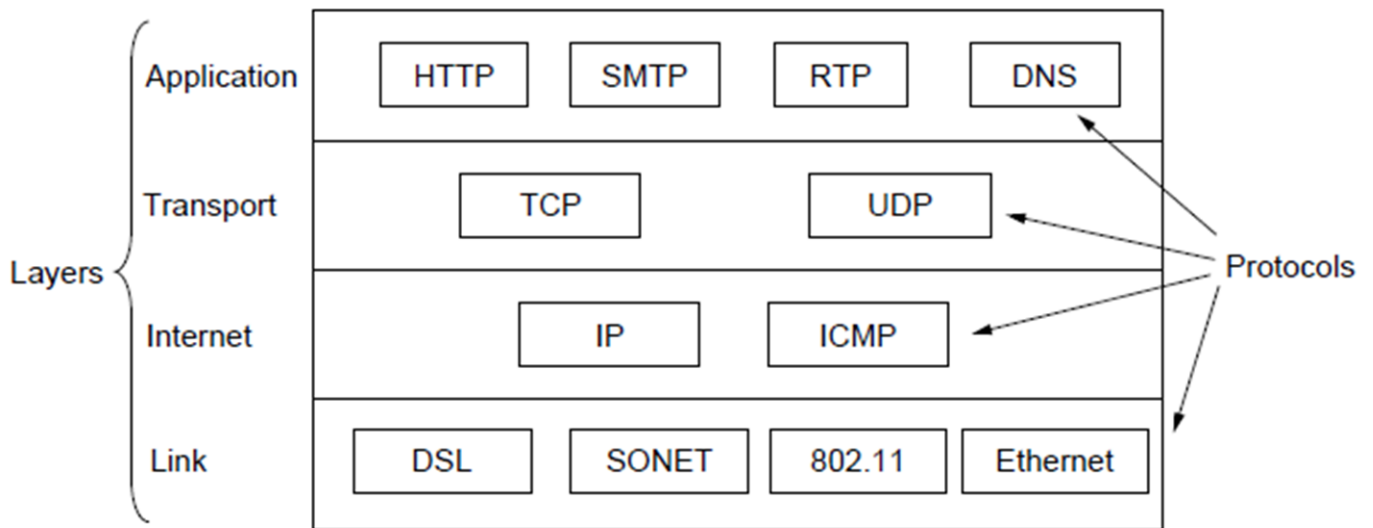 Application HTTP SMTP RTP DNS
Transport TCP UDP
Layers Protocols
Internet IP ICMP
Link DSL SONET 802.11 Ethernet